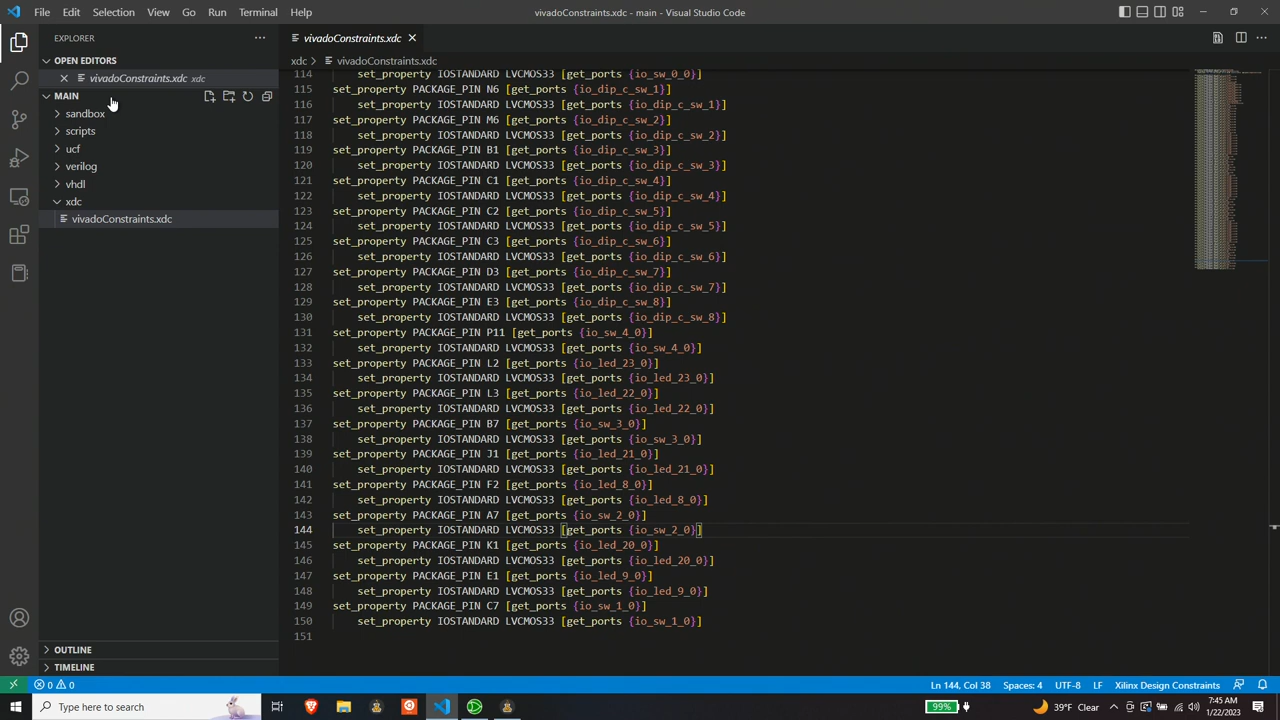 File Edit Selection View Go Run Terminal Help
vivadoConstraints.xdc - main - Visual Studio Code
EXPLORER
OPEN EDITORS
vivadoConstraints.xdc xdc
MAIN
sandbox
scripts
ucf
verilog
vhdl
xdc
vivadoConstraints.xdc
OUTLINE
TIMELINE
vivadoConstraints.xdc
xdc > vivadoConstraints.xdc
114 set_property IOSTANDARD LVCMOS33 [get_ports {io_sw_0_0}]
115 set_property PACKAGE_PIN N6 [get_ports {io_dip_c_sw_1}]
116 set_property IOSTANDARD LVCMOS33 [get_ports {io_dip_c_sw_1}]
117 set_property PACKAGE_PIN M6 [get_ports {io_dip_c_sw_2}]
118 set_property IOSTANDARD LVCMOS33 [get_ports {io_dip_c_sw_2}]
119 set_property PACKAGE_PIN B1 [get_ports {io_dip_c_sw_3}]
120 set_property IOSTANDARD LVCMOS33 [get_ports {io_dip_c_sw_3}]
121 set_property PACKAGE_PIN C1 [get_ports {io_dip_c_sw_4}]
122 set_property IOSTANDARD LVCMOS33 [get_ports {io_dip_c_sw_4}]
123 set_property PACKAGE_PIN C2 [get_ports {io_dip_c_sw_5}]
124 set_property IOSTANDARD LVCMOS33 [get_ports {io_dip_c_sw_5}]
125 set_property PACKAGE_PIN C3 [get_ports {io_dip_c_sw_6}]
126 set_property IOSTANDARD LVCMOS33 [get_ports {io_dip_c_sw_6}]
127 set_property PACKAGE_PIN D3 [get_ports {io_dip_c_sw_7}]
128 set_property IOSTANDARD LVCMOS33 [get_ports {io_dip_c_sw_7}]
129 set_property PACKAGE_PIN E3 [get_ports {io_dip_c_sw_8}]
130 set_property IOSTANDARD LVCMOS33 [get_ports {io_dip_c_sw_8}]
131 set_property PACKAGE_PIN P11 [get_ports {io_sw_4_0}]
132 set_property IOSTANDARD LVCMOS33 [get_ports {io_sw_4_0}]
133 set_property PACKAGE_PIN L2 [get_ports {io_led_23_0}]
134 set_property IOSTANDARD LVCMOS33 [get_ports {io_led_23_0}]
135 set_property PACKAGE_PIN L3 [get_ports {io_led_22_0}]
136 set_property IOSTANDARD LVCMOS33 [get_ports {io_led_22_0}]
137 set_property PACKAGE_PIN B7 [get_ports {io_sw_3_0}]
138 set_property IOSTANDARD LVCMOS33 [get_ports {io_sw_3_0}]
139 set_property PACKAGE_PIN J1 [get_ports {io_led_21_0}]
140 set_property IOSTANDARD LVCMOS33 [get_ports {io_led_21_0}]
141 set_property PACKAGE_PIN F2 [get_ports {io_led_8_0}]
142 set_property IOSTANDARD LVCMOS33 [get_ports {io_led_8_0}]
143 set_property PACKAGE_PIN A7 [get_ports {io_sw_2_0}]
144 set_property IOSTANDARD LVCMOS33 [get_ports {io_sw_2_0}]
145 set_property PACKAGE_PIN K1 [get_ports {io_led_20_0}]
146 set_property IOSTANDARD LVCMOS33 [get_ports {io_led_20_0}]
147 set_property PACKAGE_PIN E1 [get_ports {io_led_9_0}]
148 set_property IOSTANDARD LVCMOS33 [get_ports {io_led_9_0}]
149 set_property PACKAGE_PIN C7 [get_ports {io_sw_1_0}]
150 set_property IOSTANDARD LVCMOS33 [get_ports {io_sw_1_0}]
151
0 0 Ln 144, Col 38 Spaces: 4 UTF-8 LF Xilinx Design Constraints
Type here to search 99% 39°F Clear 7:45 AM
1/22/2023